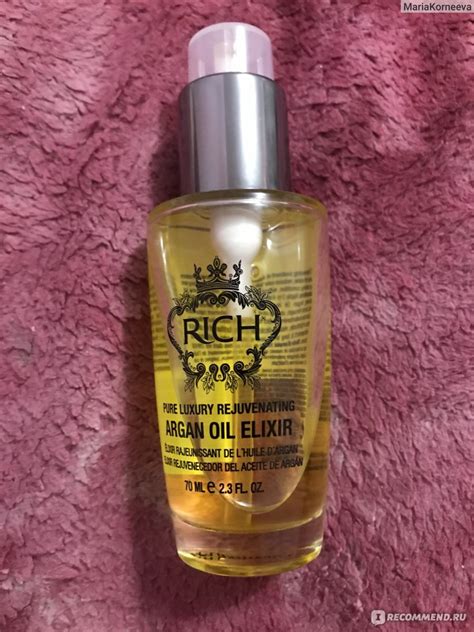 MariaKorneeva
RICH
PURE LUXURY REJUVENATING
ARGAN OIL ELIXIR
ÉLIXIR RAJEUNISSANT DE L'HUILE D'ARGAN
ELIXIR REJUVENECEDOR DEL ACEITE DE ARGÁN
70 ML e 2.3 FL. OZ.
I RECOMMEND.RU